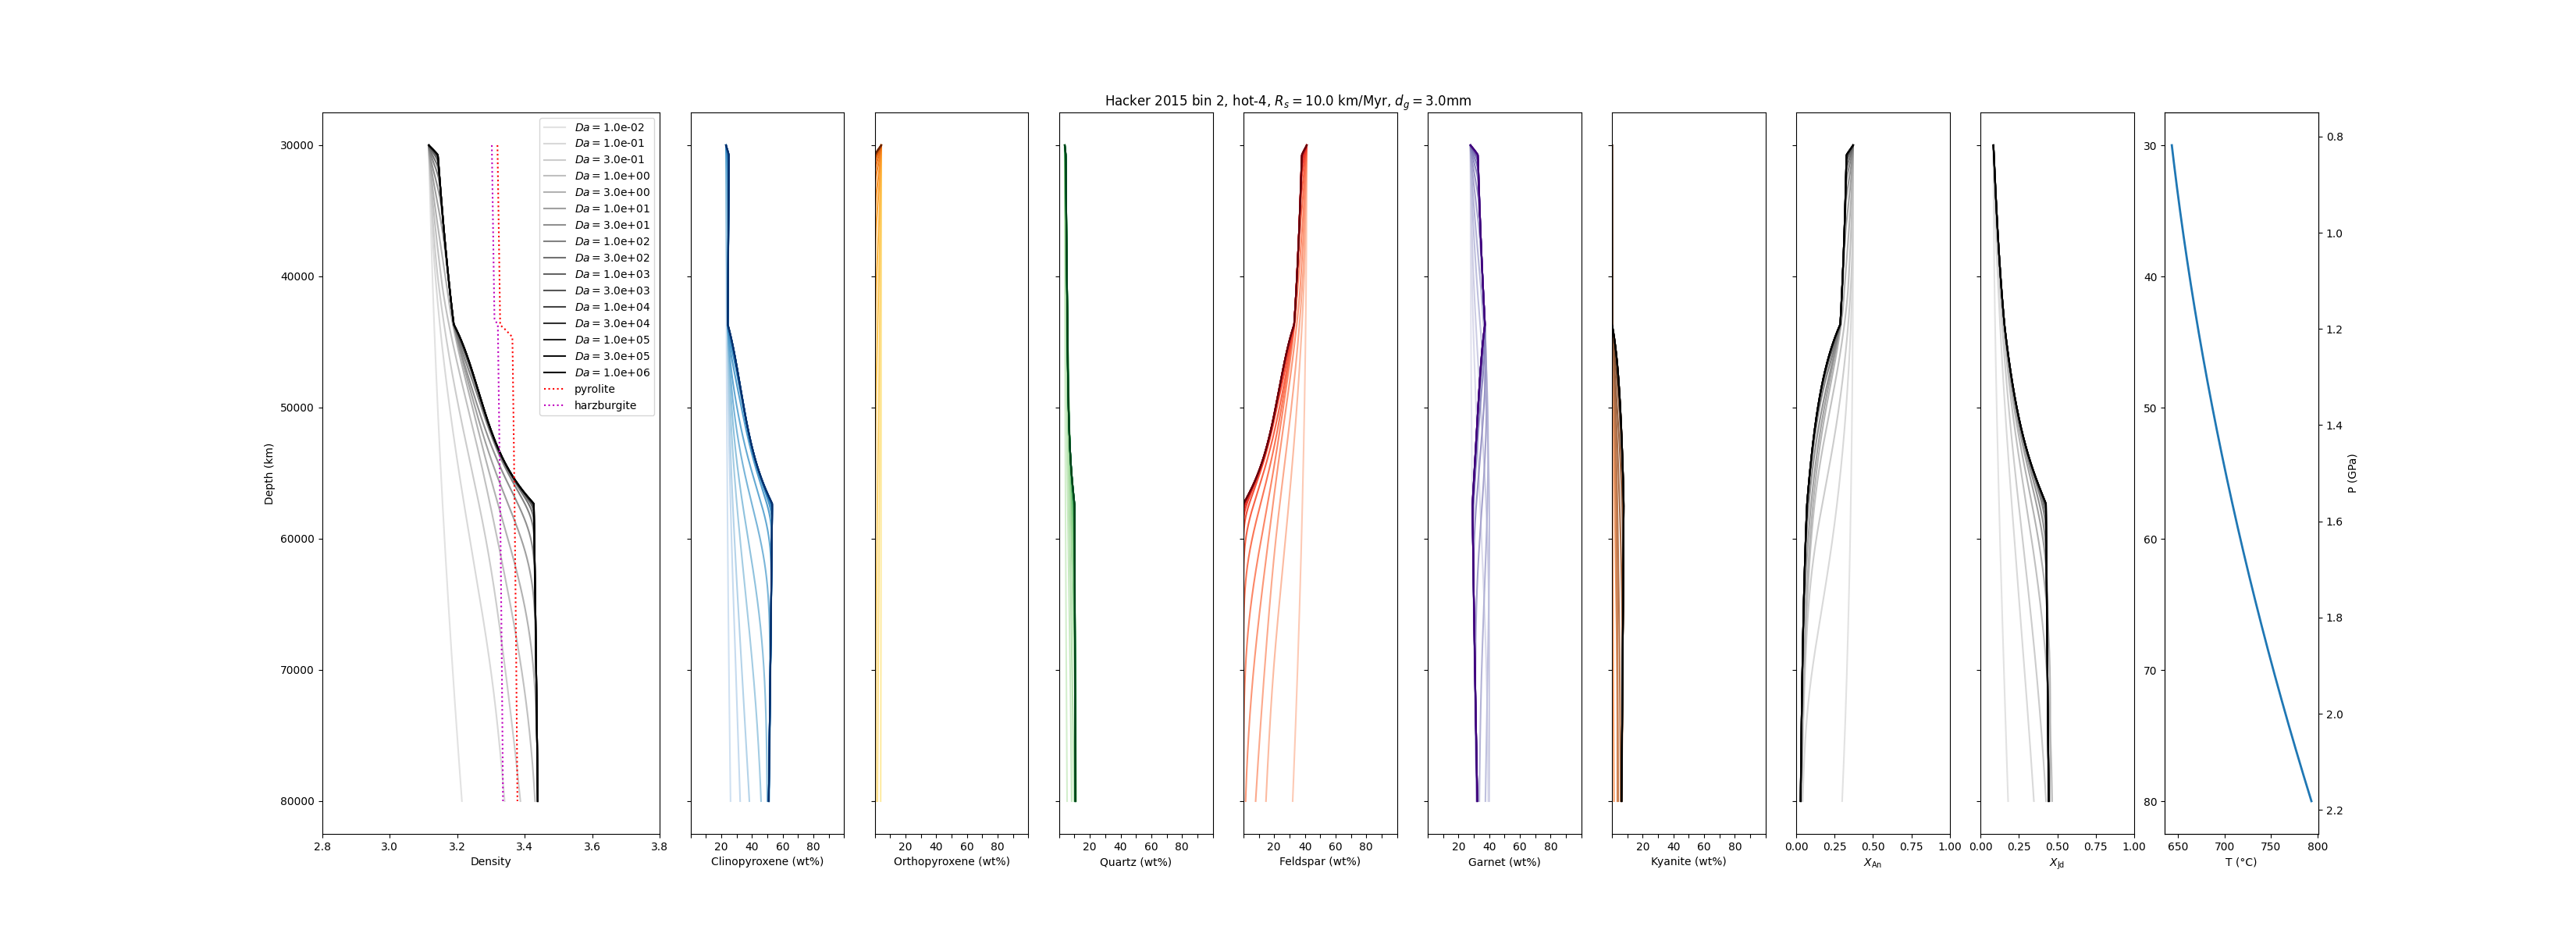 Hacker 2015 bin 2, hot-4, R_s = 10.0 km/Myr, d_g = 3.0mm
Da = 1.0e-02
Da = 1.0e-01
Da = 3.0e-01
Da = 1.0e+00
Da = 3.0e+00
Da = 1.0e+01
Da = 3.0e+01
Da = 1.0e+02
Da = 3.0e+02
Da = 1.0e+03
Da = 3.0e+03
Da = 1.0e+04
Da = 3.0e+04
Da = 1.0e+05
Da = 3.0e+05
Da = 1.0e+06
pyrolite
harzburgite
Depth (km)
30000
40000
50000
60000
70000
80000
2.8 3.0 3.2 3.4 3.6 3.8
Density
20 40 60 80
Clinopyroxene (wt%)
20 40 60 80
Orthopyroxene (wt%)
20 40 60 80
Quartz (wt%)
20 40 60 80
Feldspar (wt%)
20 40 60 80
Garnet (wt%)
20 40 60 80
Kyanite (wt%)
0.00 0.25 0.50 0.75 1.00
X_An
0.00 0.25 0.50 0.75 1.00
X_Jd
30
40
50
60
70
80
650 700 750 800
T (°C)
0.8
1.0
1.2
1.4
1.6
1.8
2.0
2.2
P (GPa)